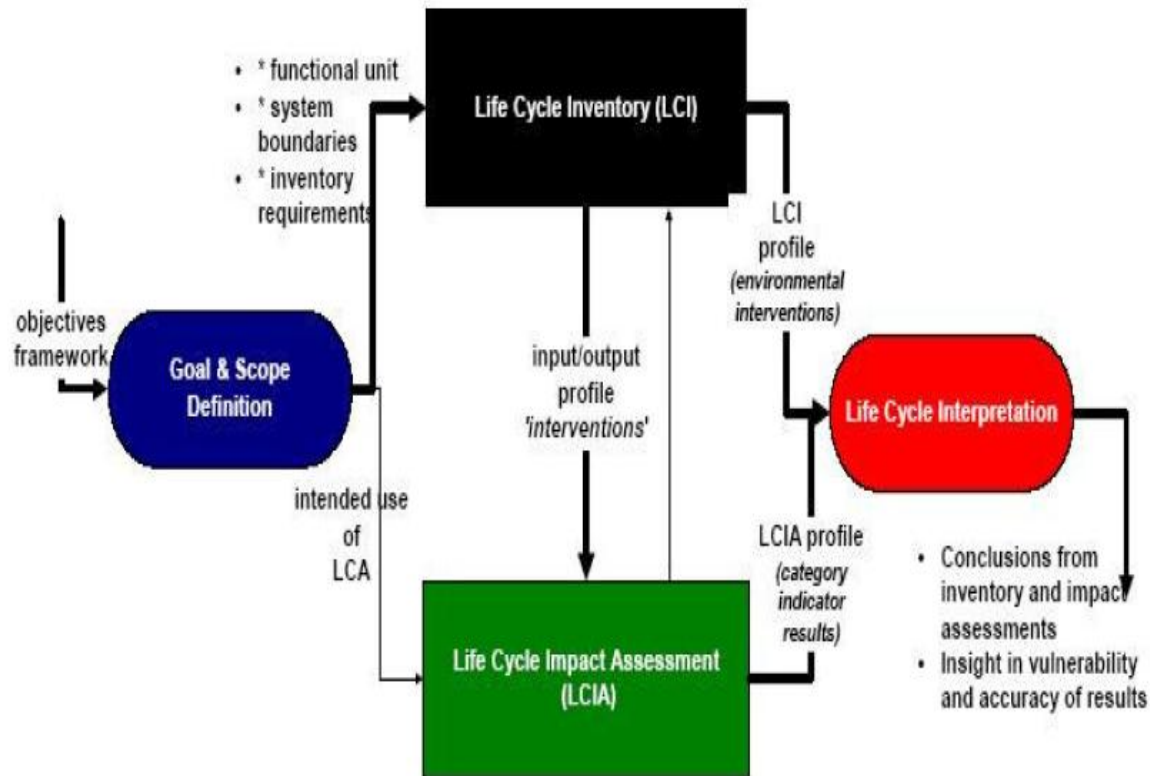 * functional unit
* system
boundaries
* inventory
requirements
Life Cycle Inventory (LCI)
LCI
profile
(environmental
interventions)
objectives
framework
Goal & Scope
Definition
input/output
profile
'interventions'
Life Cycle Interpretation
intended use
of
LCA
LCIA profile
(category
indicator
results)
Life Cycle Impact Assessment
(LCIA)
• Conclusions from
inventory and impact
assessments
• Insight in vulnerability
and accuracy of results